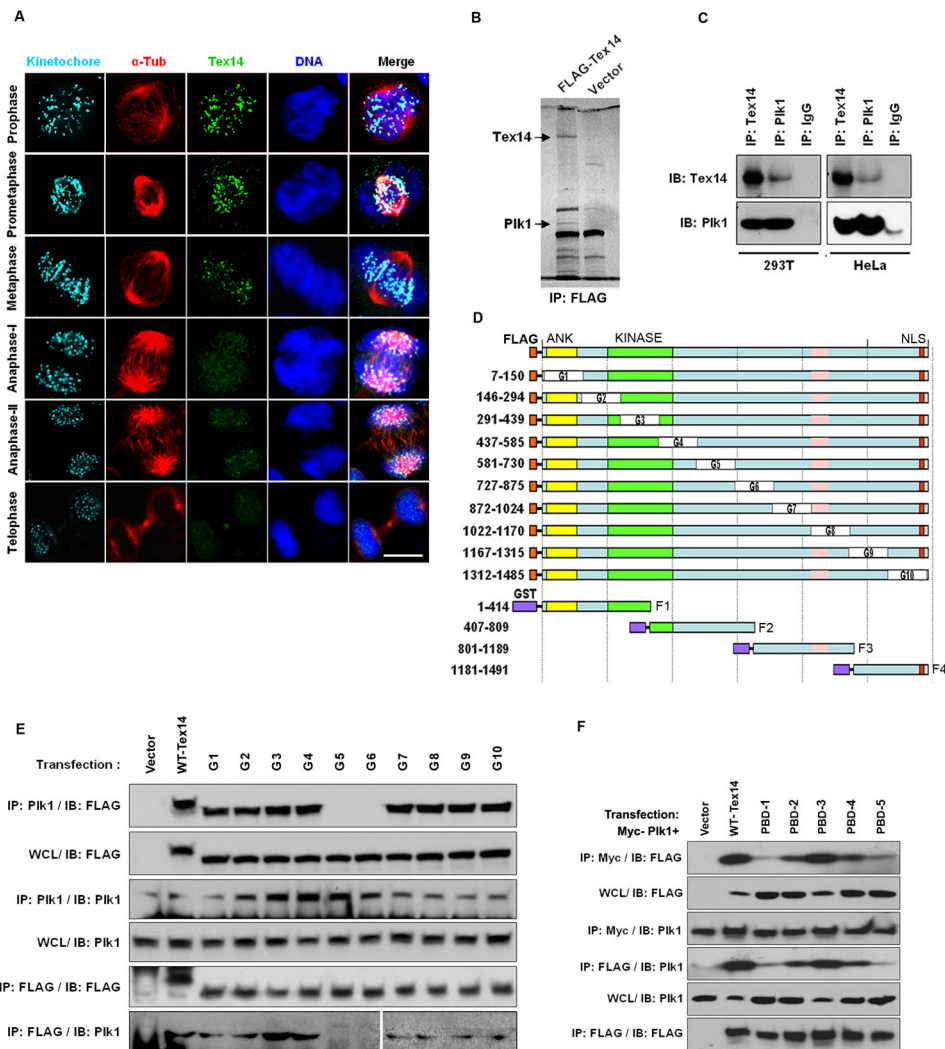 A
Kinetochore α-Tub Tex14 DNA Merge
Prophase
Prometaphase
Metaphase
Anaphase-I
Anaphase-II
Telophase
B
FLAG-Tex14
Vector
Tex14
Plk1
IP: FLAG
C
IP: Tex14
IP: Plk1
IP: IgG
IP: Tex14
IP: Plk1
IP: IgG
IB: Tex14
IB: Plk1
293T HeLa
D
FLAG ANK KINASE NLS
7-150 G1
146-294 G2
291-439 G3
437-585 G4
581-730 G5
727-875 G6
872-1024 G7
1022-1170 G8
1167-1315 G9
1312-1485 G10
GST
1-414 F1
407-809 F2
801-1189 F3
1181-1491 F4
E
Transfection : Vector WT-Tex14 G1 G2 G3 G4 G5 G6 G7 G8 G9 G10
IP: Plk1 / IB: FLAG
WCL/ IB: FLAG
IP: Plk1 / IB: Plk1
WCL/ IB: Plk1
IP: FLAG / IB: FLAG
IP: FLAG / IB: Plk1
F
Transfection:
Myc- Plk1+
Vector WT-Tex14 PBD-1 PBD-2 PBD-3 PBD-4 PBD-5
IP: Myc / IB: FLAG
WCL/ IB: FLAG
IP: Myc / IB: Plk1
IP: FLAG / IB: Plk1
WCL/ IB: Plk1
IP: FLAG / IB: FLAG